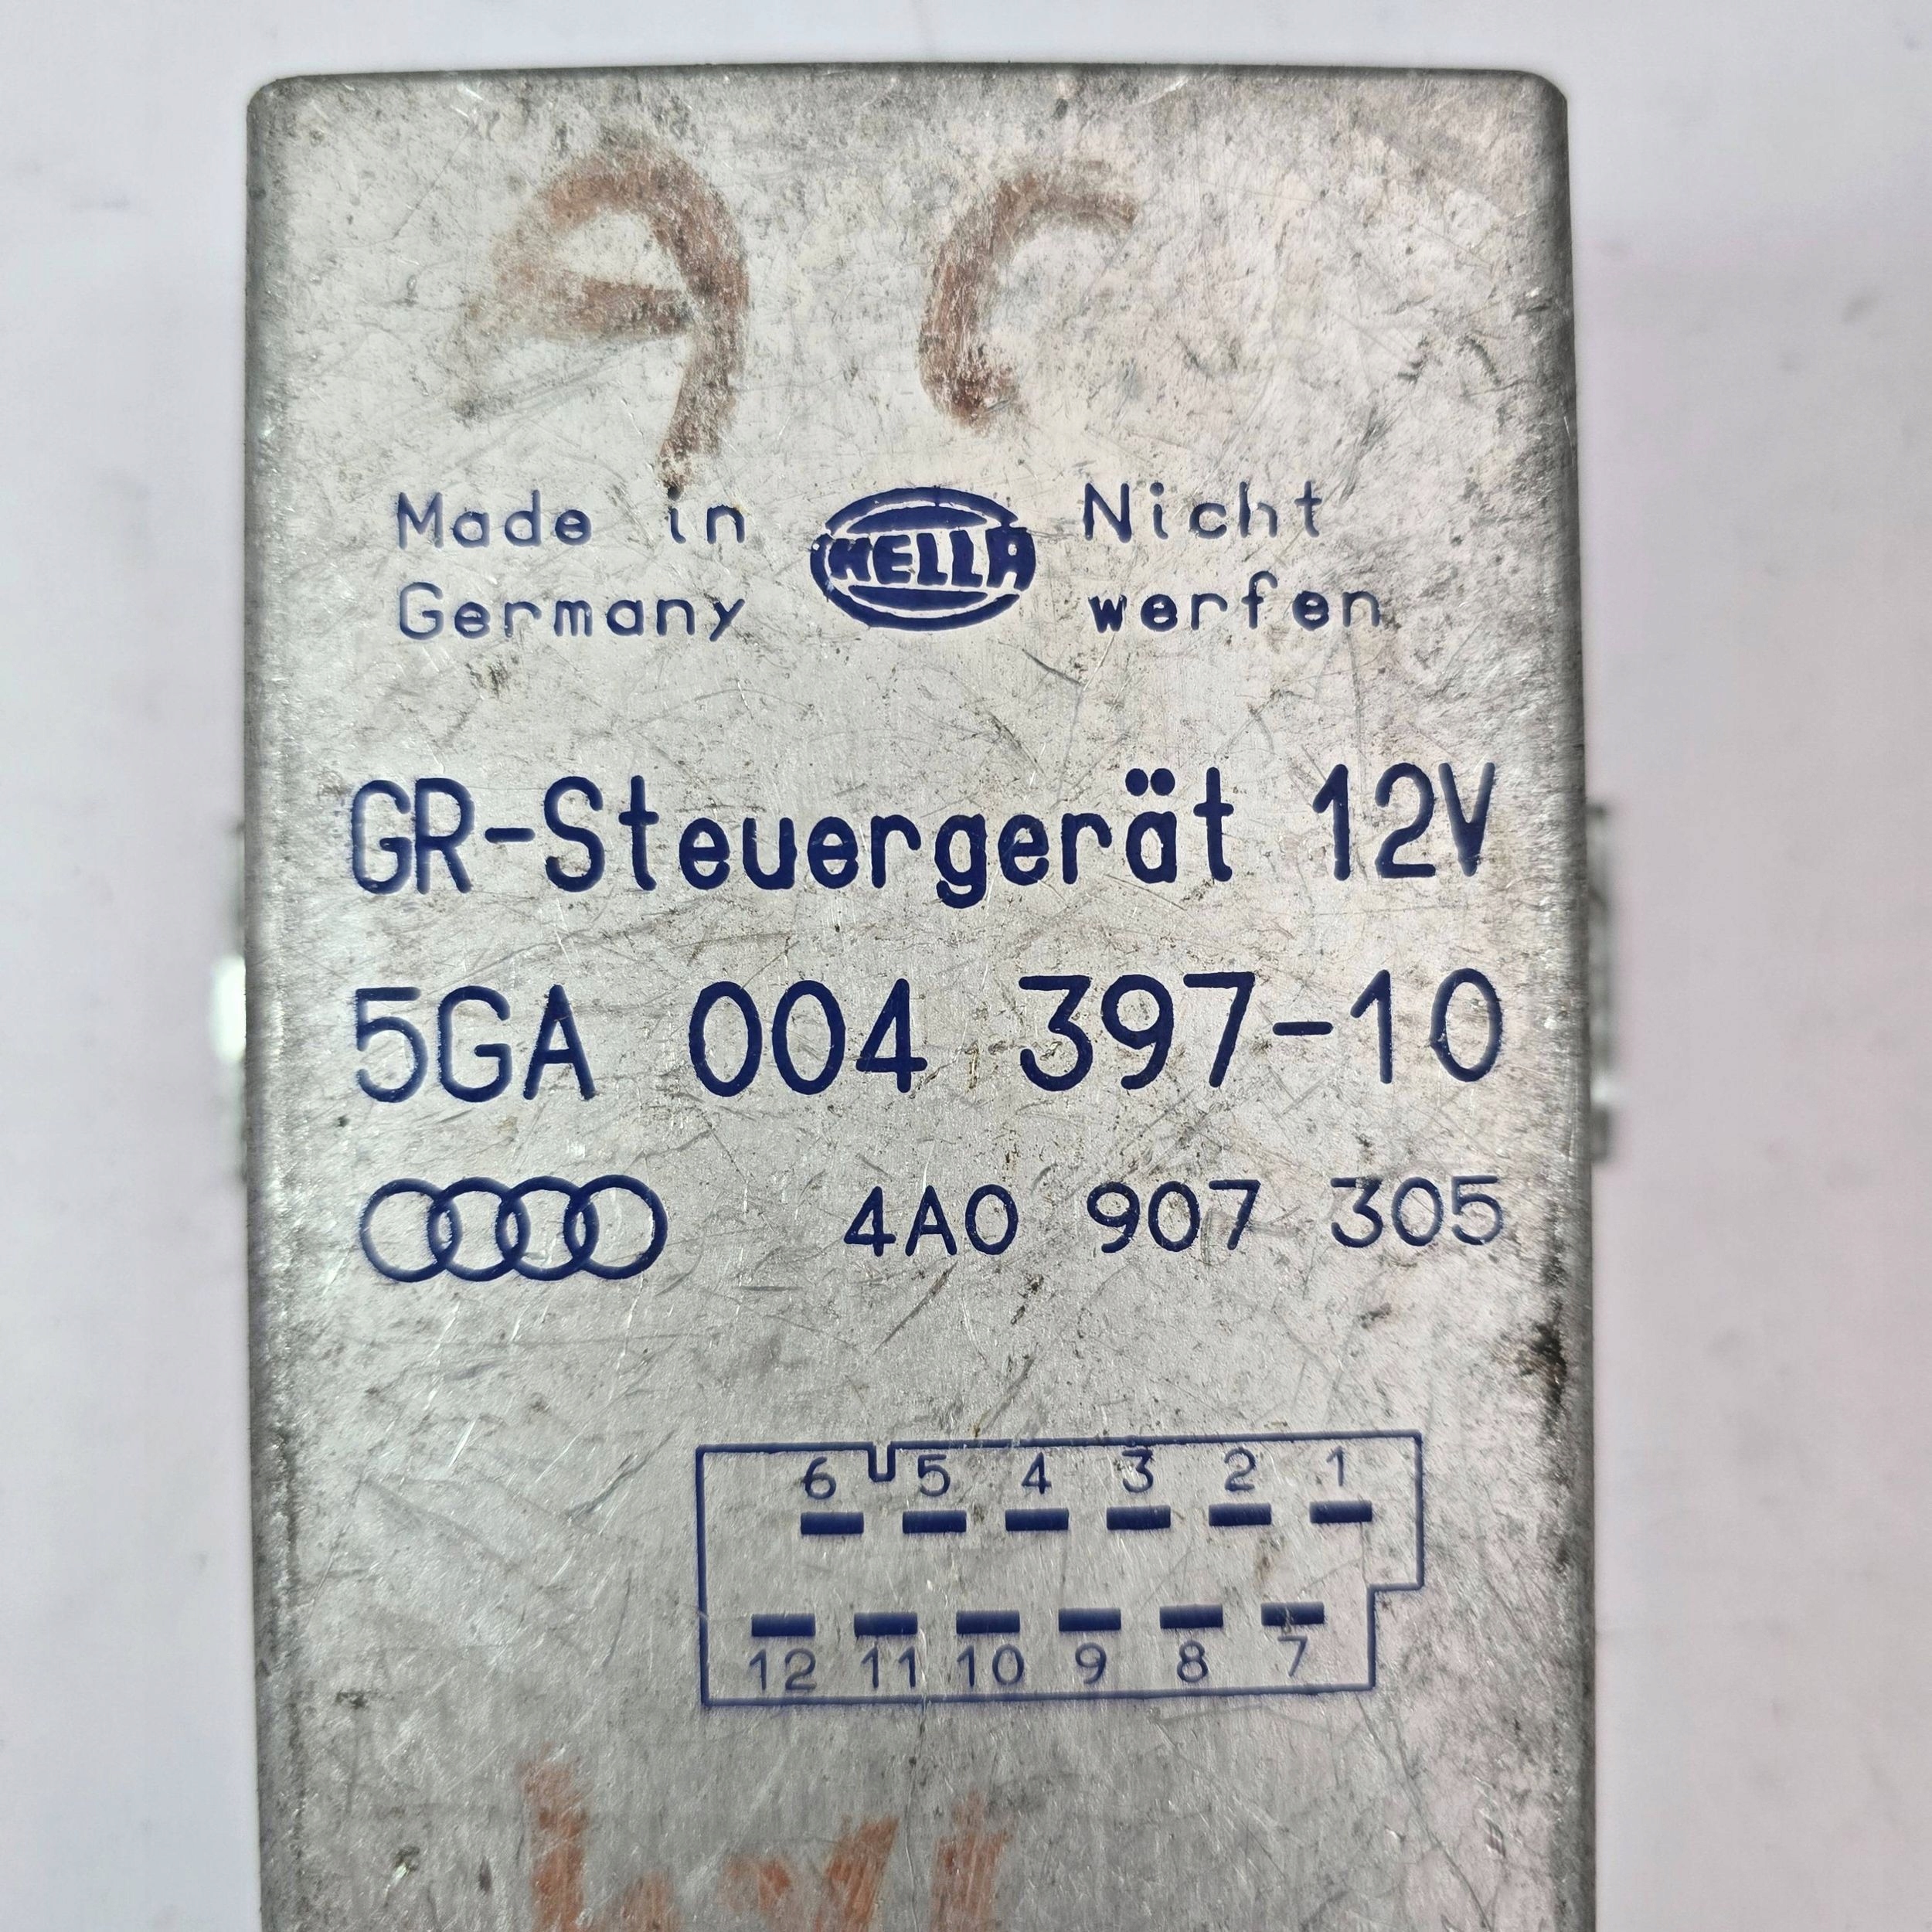 Made in HELLA Nicht
Germany werfen
GR-Steuergerät 12V
5GA 004 397-10
4A0 907 305
6 5 4 3 2 1
12 11 10 9 8 7